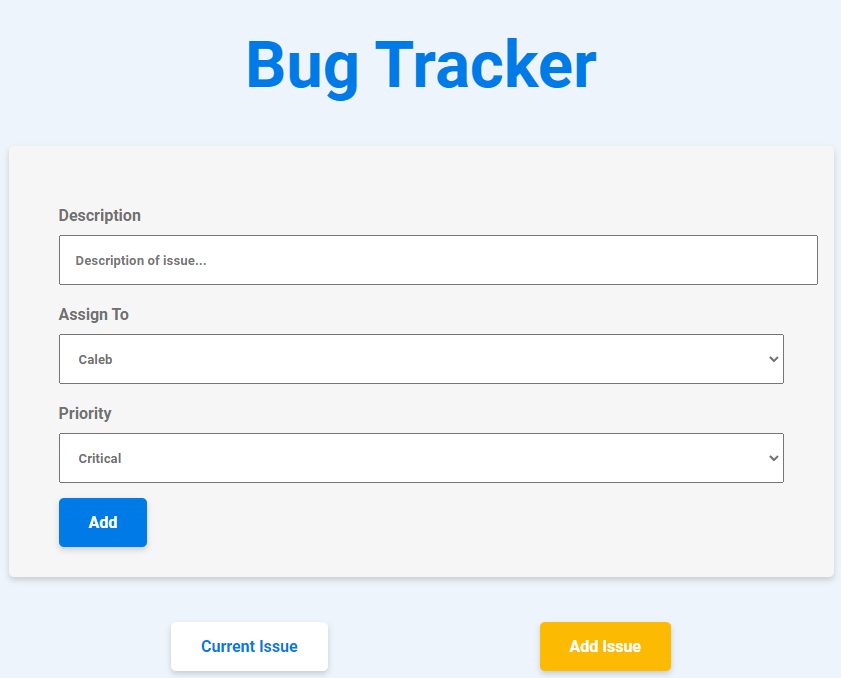 Bug Tracker
Description
Description of issue...
Assign To
Caleb
Priority
Critical
Add
Current Issue
Add Issue